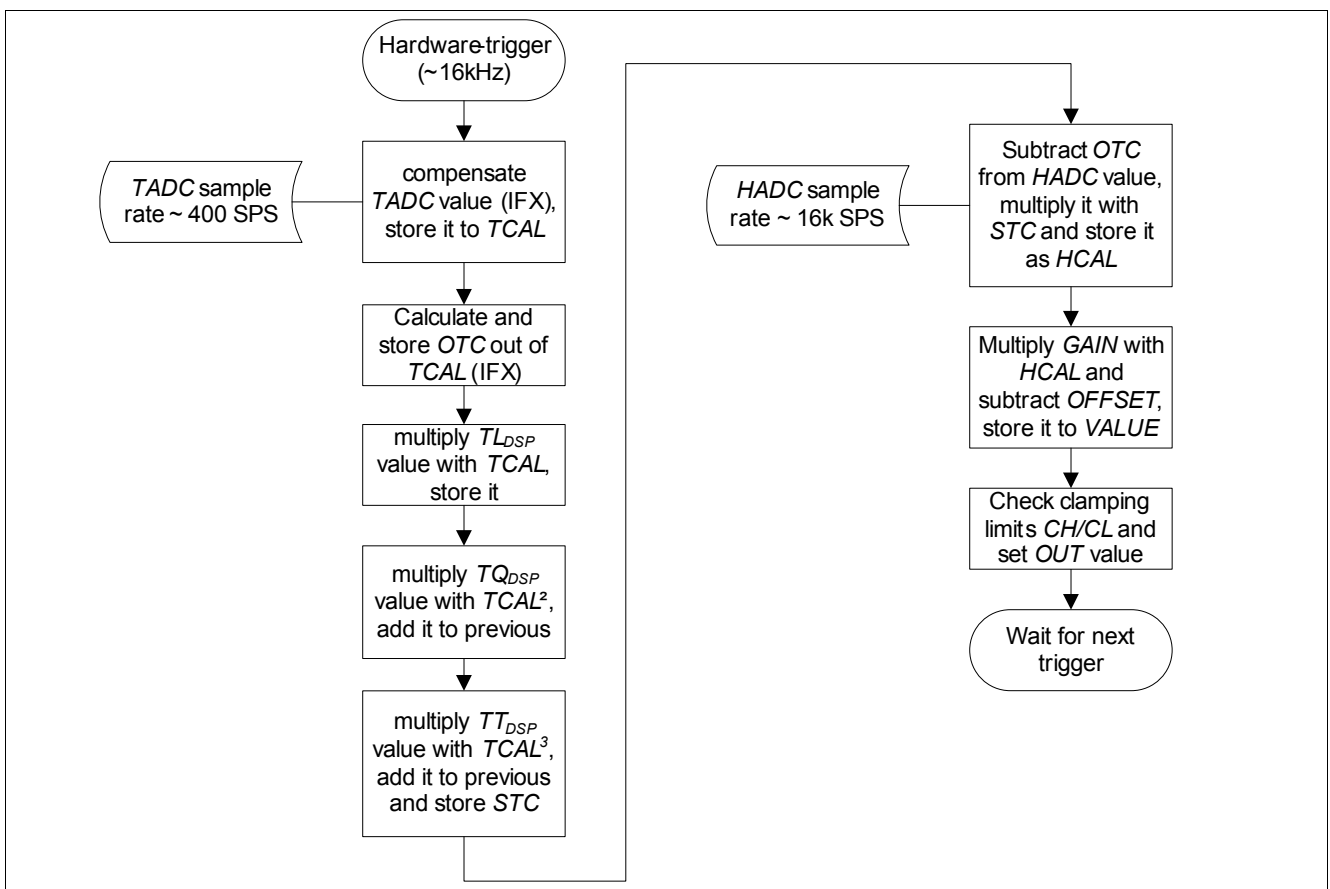 Hardware-trigger
(~16kHz)
TADC sample
rate ~ 400 SPS
compensate
TADC value (IFX),
store it to TCAL
Calculate and
store OTC out of
TCAL (IFX)
multiply TL_DSP
value with TCAL,
store it
multiply TQ_DSP
value with TCAL²,
add it to previous
multiply TT_DSP
value with TCAL³,
add it to previous
and store STC
HADC sample
rate ~ 16k SPS
Subtract OTC
from HADC value,
multiply it with
STC and store it
as HCAL
Multiply GAIN with
HCAL and
subtract OFFSET,
store it to VALUE
Check clamping
limits CH/CL and
set OUT value
Wait for next
trigger